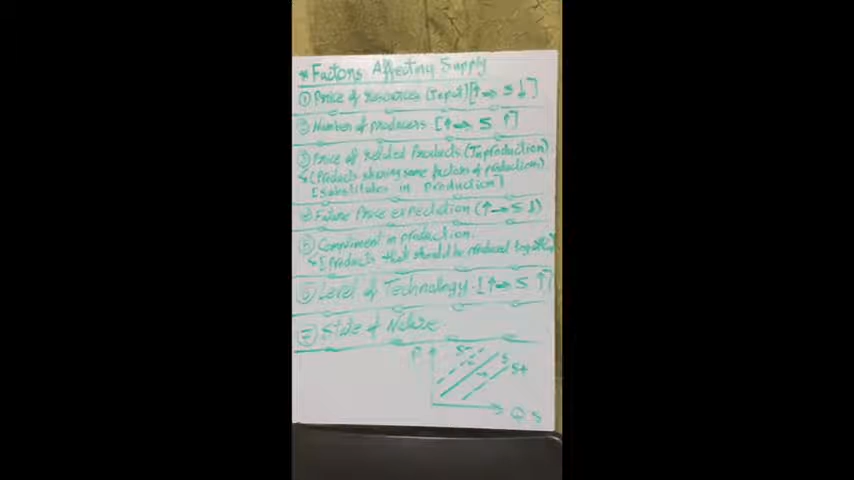 * Factors Affecting Supply
① Price of resources (Input) [↑→ S ↓]
② Number of producers [↑→ S ↑]
③ Price of related Products (In production)
* (Products sharing same factors of production)
[Substitutes in production]
④ Future Price expectation (↑→ S ↓)
⑤ Compliment in production.
* [Products that should be produced together]
⑥ Level of Technology. [↑→ S ↑]
⑦ State of Nature.
P S- S S+
Q s